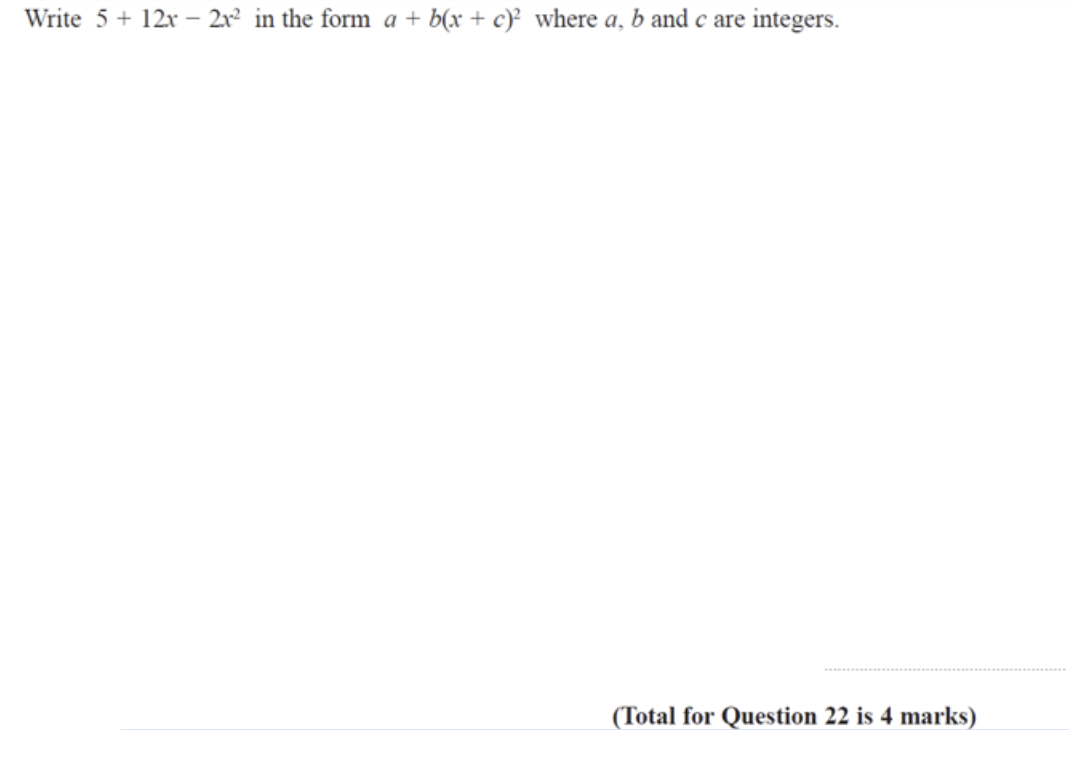 Write 5 + 12x − 2x² in the form a + b(x + c)² where a, b and c are integers.
(Total for Question 22 is 4 marks)